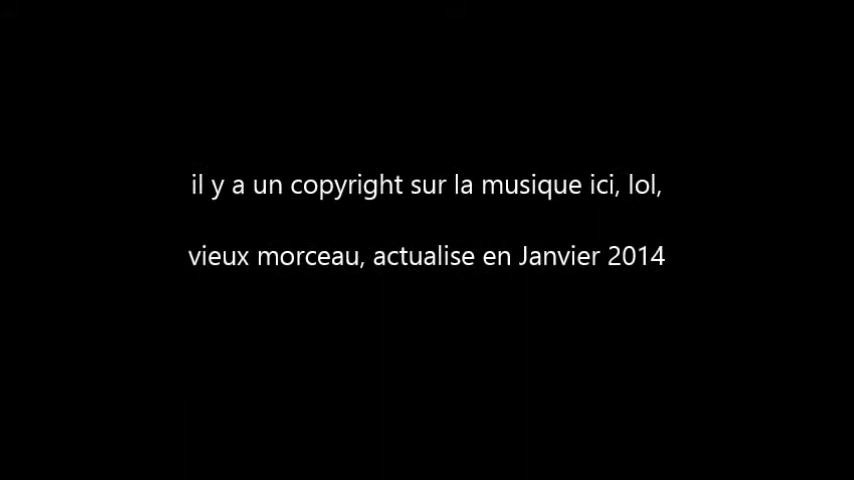 il y a un copyright sur la musique ici, lol,
vieux morceau, actualise en Janvier 2014